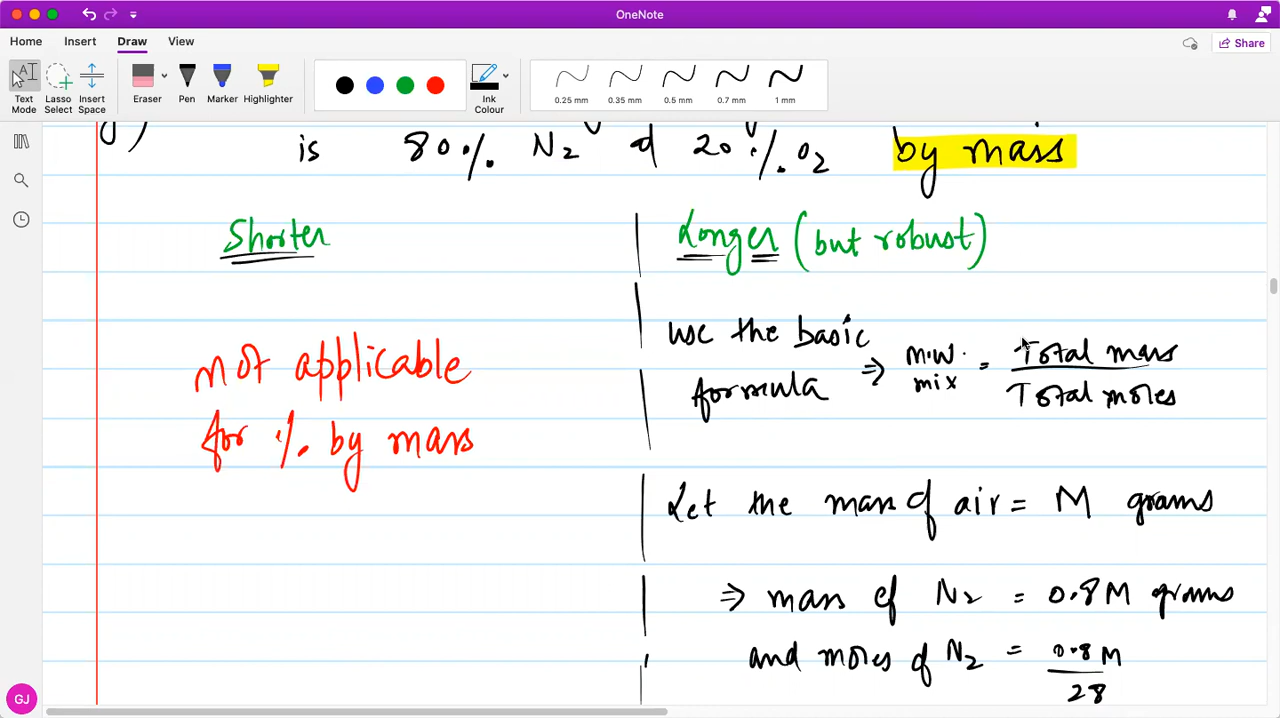 OneNote
Home Insert Draw View
Share
Text Mode
Lasso Select
Insert Space
Eraser
Pen
Marker
Highlighter
Ink Colour
0.25 mm
0.35 mm
0.5 mm
0.7 mm
1 mm
is 80% N2 d 20% O2 by mass
Shorter
not applicable
for % by mass
Longer (but robust)
use the basic
formula ⇒ m.w. mix = Total mass / Total moles
Let the mass of air = M grams
⇒ mass of N2 = 0.8M grams
and moles of N2 = 0.8M / 28
GJ